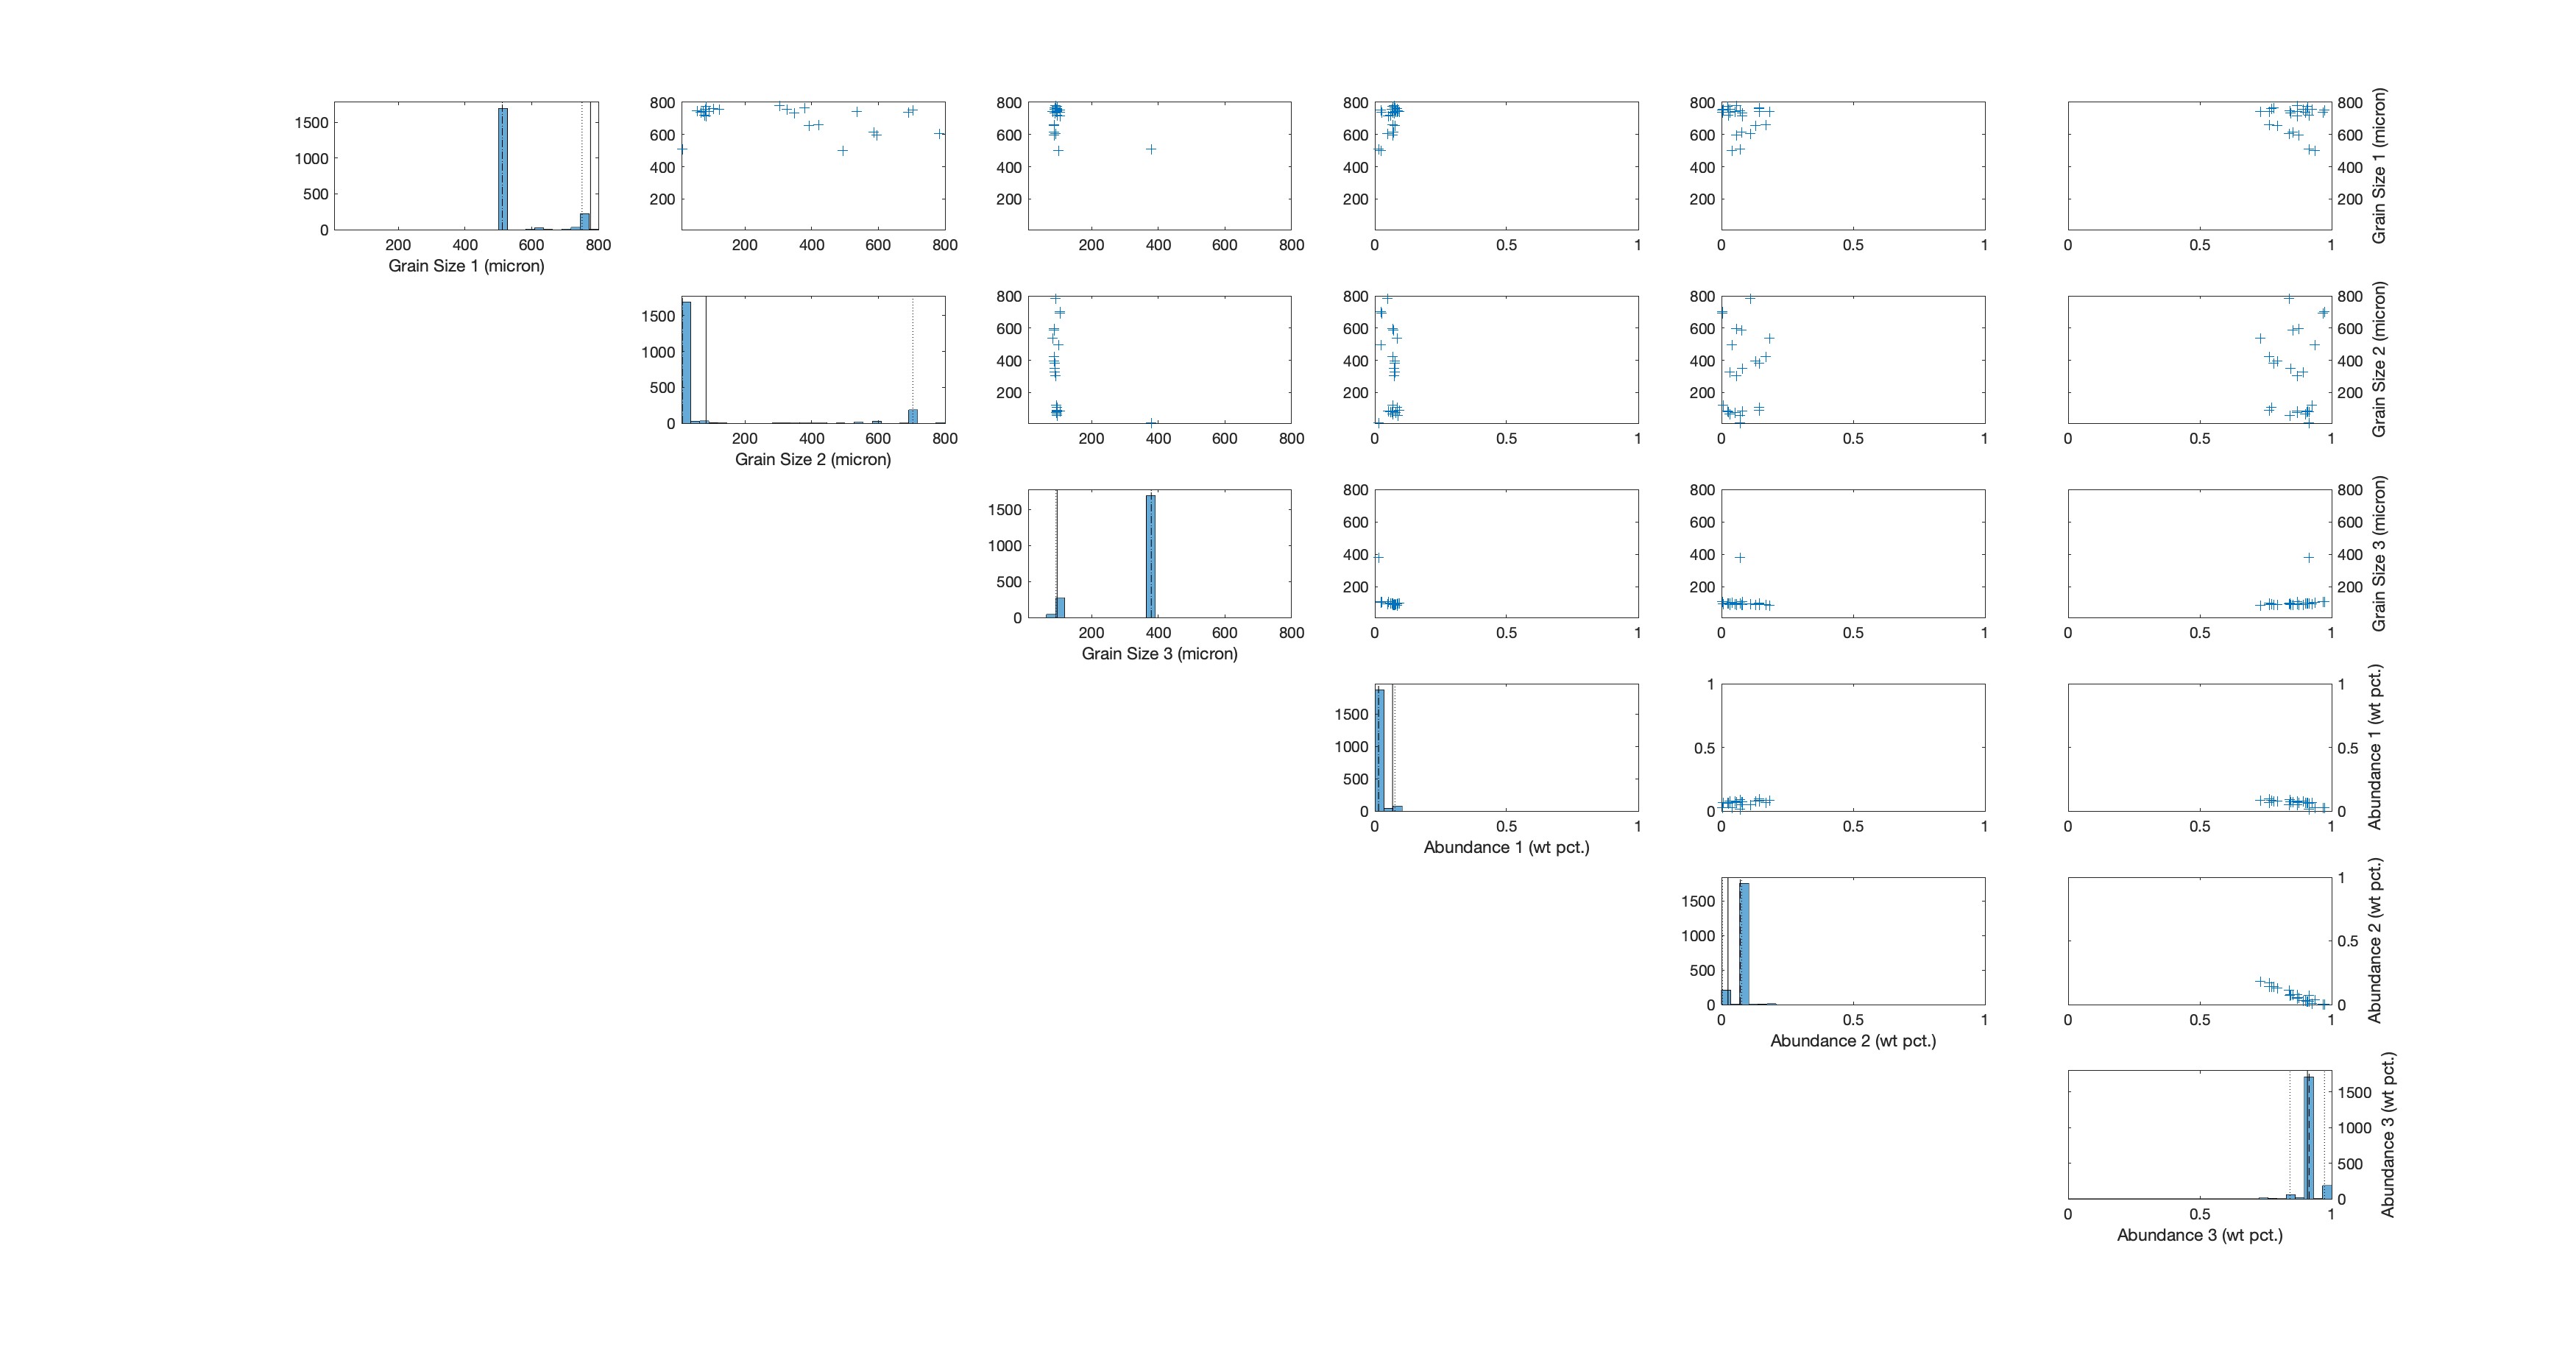 800 800 800 800 800
1500
600 600 600 600 600
1000
400 400 400 400 400
500
200 200 200 200 200
0
Grain Size 1 (micron)
200 400 600 800 200 400 600 800 200 400 600 800 0 0.5 1 0 0.5 1 0 0.5 1
Grain Size 1 (micron)
800 800 800 800
1500
600 600 600 600
1000
400 400 400 400
500
200 200 200 200
0
Grain Size 2 (micron)
200 400 600 800 200 400 600 800 0 0.5 1 0 0.5 1 0 0.5 1
Grain Size 2 (micron)
800 800 800
1500
600 600 600
1000
400 400 400
500
200 200 200
0
Grain Size 3 (micron)
200 400 600 800 0 0.5 1 0 0.5 1 0 0.5 1
Grain Size 3 (micron)
1 1
1500
1000 0.5 0.5
500
0 0 0
Abundance 1 (wt pct.)
0 0.5 1 0 0.5 1 0 0.5 1
Abundance 1 (wt pct.)
1
1500
1000 0.5
500
0 0
Abundance 2 (wt pct.)
0 0.5 1 0 0.5 1
Abundance 2 (wt pct.)
1500
1000
500
0
Abundance 3 (wt pct.)
0 0.5 1
Abundance 3 (wt pct.)